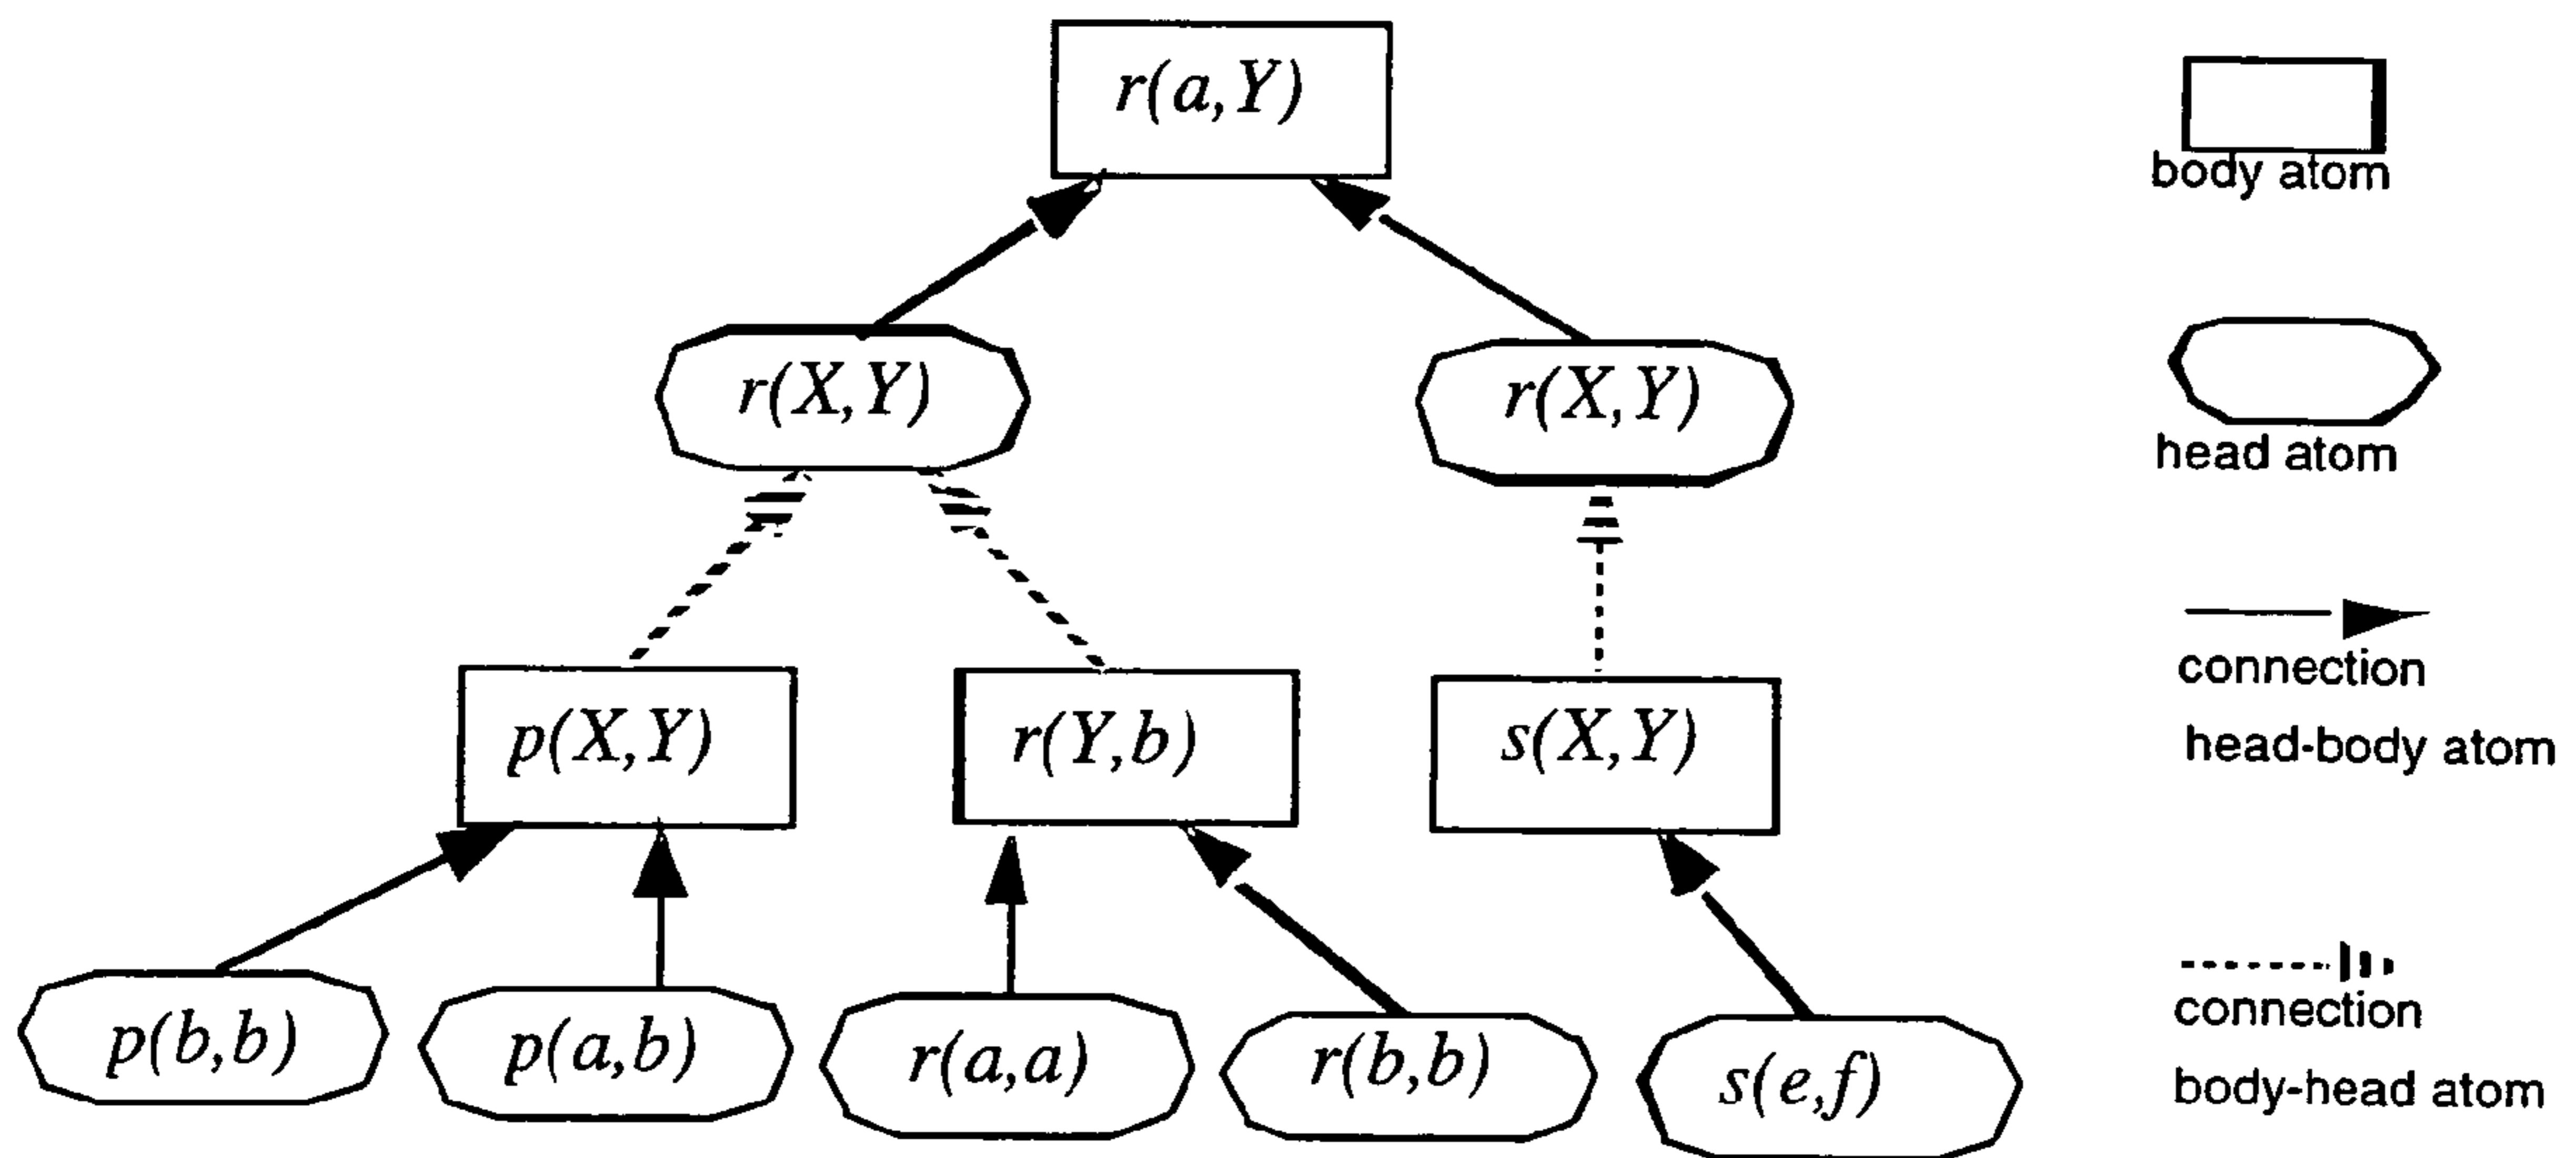 r(a,Y)
r(X,Y)
r(X,Y)
p(X,Y)
r(Y,b)
s(X,Y)
p(b,b)
p(a,b)
r(a,a)
r(b,b)
s(e,f)
body atom
head atom
connection
head-body atom
connection
body-head atom